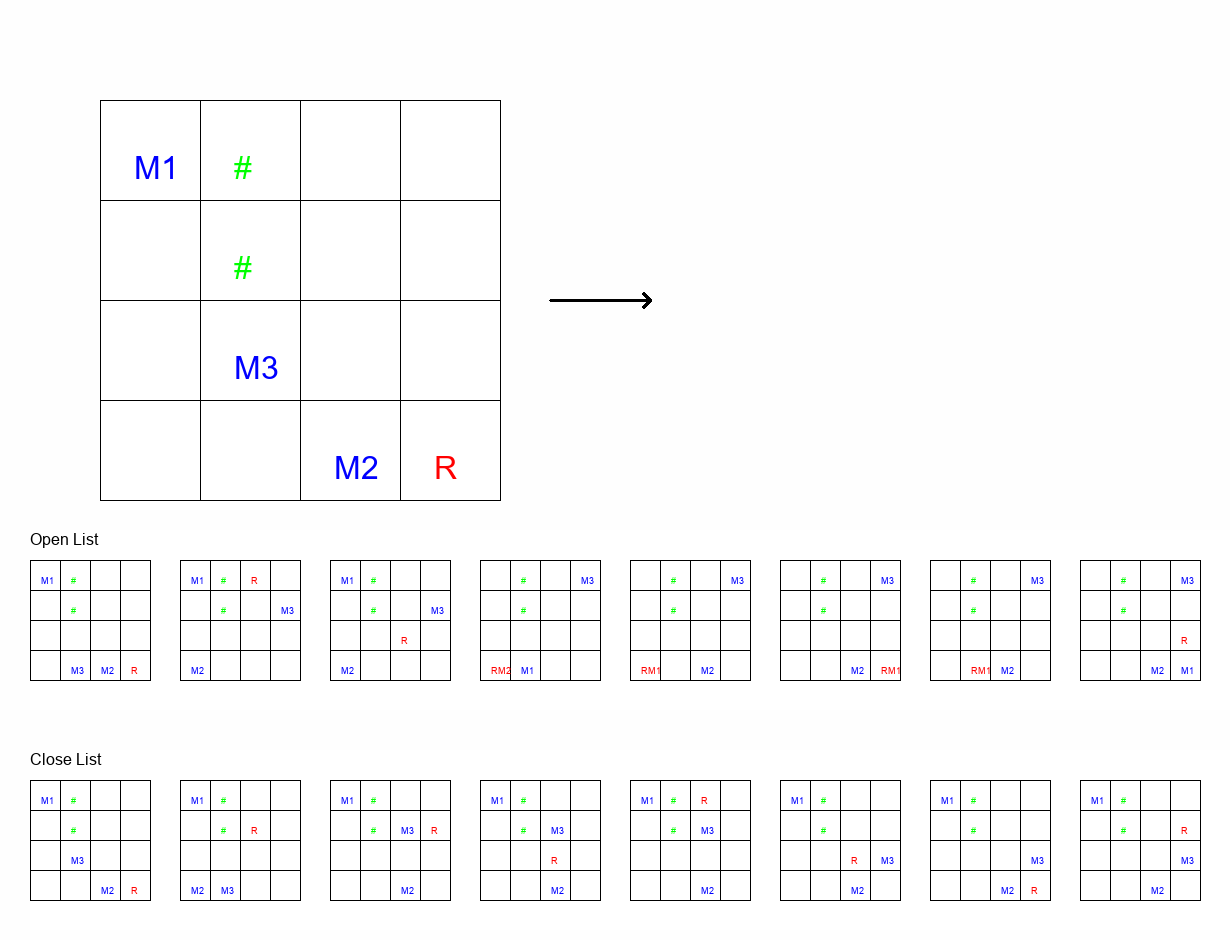 M1 #
#
M3
M2 R
Open List
M1 # M1 # R M1 # # M3 # M3 # M3 # M3 # M3
# # M3 # M3 # # # # #
R R
M3 M2 R M2 M2 RM2 M1 RM1 M2 M2 RM1 RM1 M2 M2 M1
Close List
M1 # M1 # M1 # M1 # M1 # R M1 # M1 # M1 #
# # R # M3 R # M3 # M3 # # # R
M3 R R M3 M3 M3
M2 R M2 M3 M2 M2 M2 M2 M2 R M2